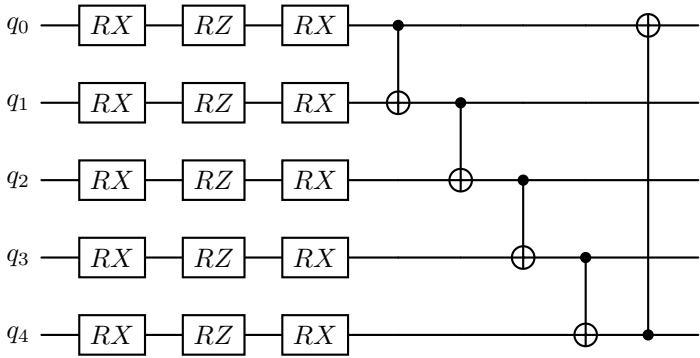 q0 RX RZ RX
q1 RX RZ RX
q2 RX RZ RX
q3 RX RZ RX
q4 RX RZ RX